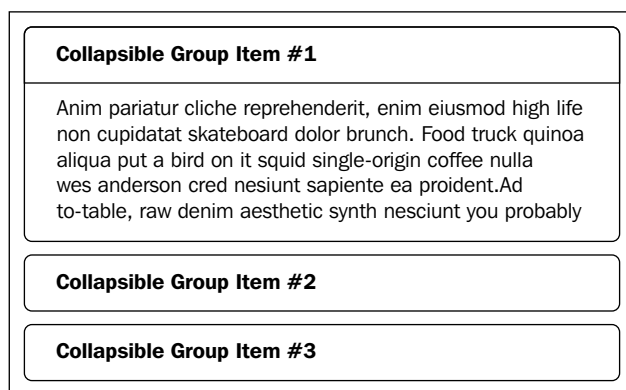 Collapsible Group Item #1
Anim pariatur cliche reprehenderit, enim eiusmod high life
non cupidatat skateboard dolor brunch. Food truck quinoa
aliqua put a bird on it squid single-origin coffee nulla
wes anderson cred nesiunt sapiente ea proident.Ad
to-table, raw denim aesthetic synth nesciunt you probably
Collapsible Group Item #2
Collapsible Group Item #3